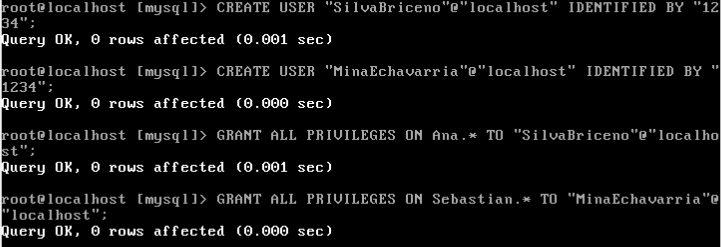 root@localhost [mysql]> CREATE USER "SilvaBriceno"@"localhost" IDENTIFIED BY "12
34";
Query OK, 0 rows affected (0.001 sec)
root@localhost [mysql]> CREATE USER "MinaEchavarria"@"localhost" IDENTIFIED BY "
1234";
Query OK, 0 rows affected (0.000 sec)
root@localhost [mysql]> GRANT ALL PRIVILEGES ON Ana.* TO "SilvaBriceno"@"localho
st";
Query OK, 0 rows affected (0.001 sec)
root@localhost [mysql]> GRANT ALL PRIVILEGES ON Sebastian.* TO "MinaEchavarria"@
"localhost";
Query OK, 0 rows affected (0.000 sec)